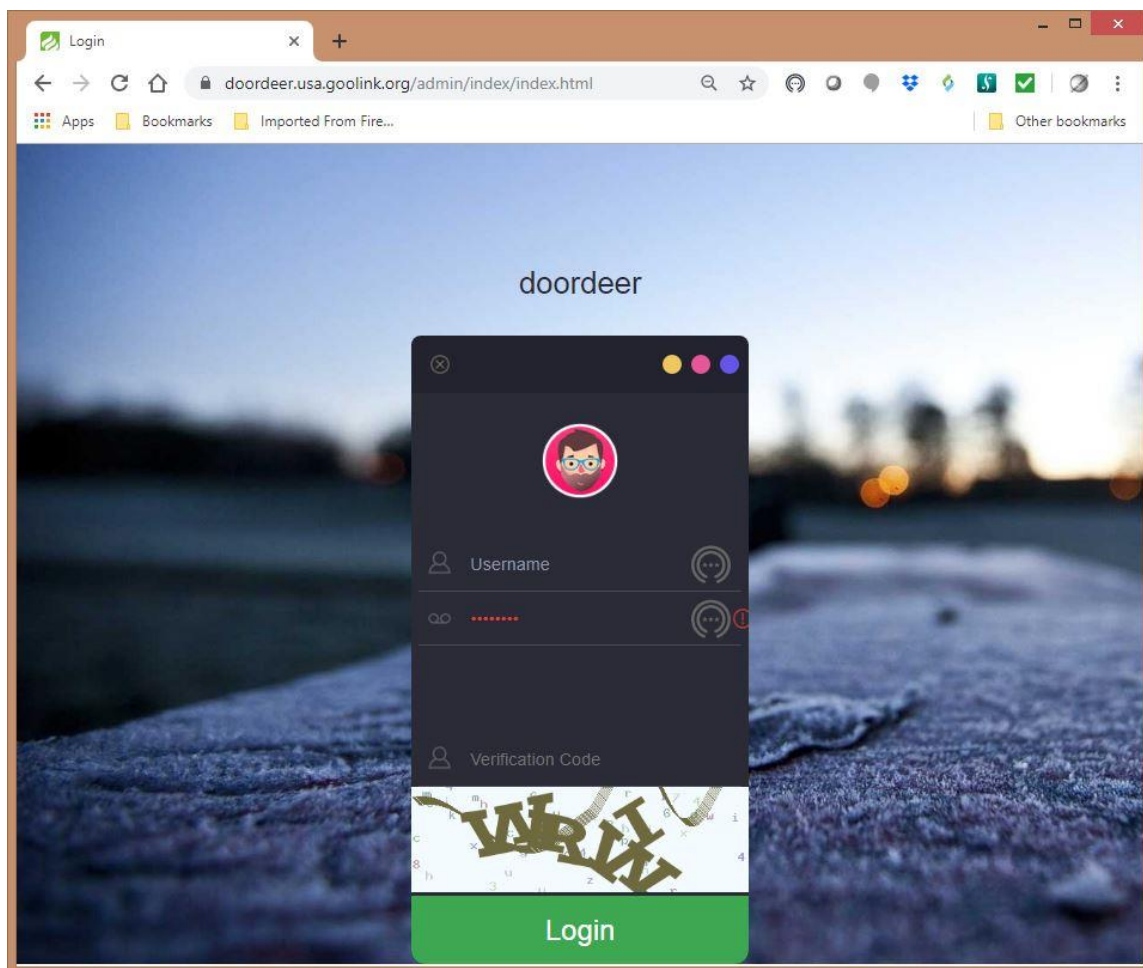 Login
doordeer.usa.goolink.org/admin/index/index.html
Apps Bookmarks Imported From Fire... Other bookmarks
doordeer
Username
••••••••
Verification Code
Login